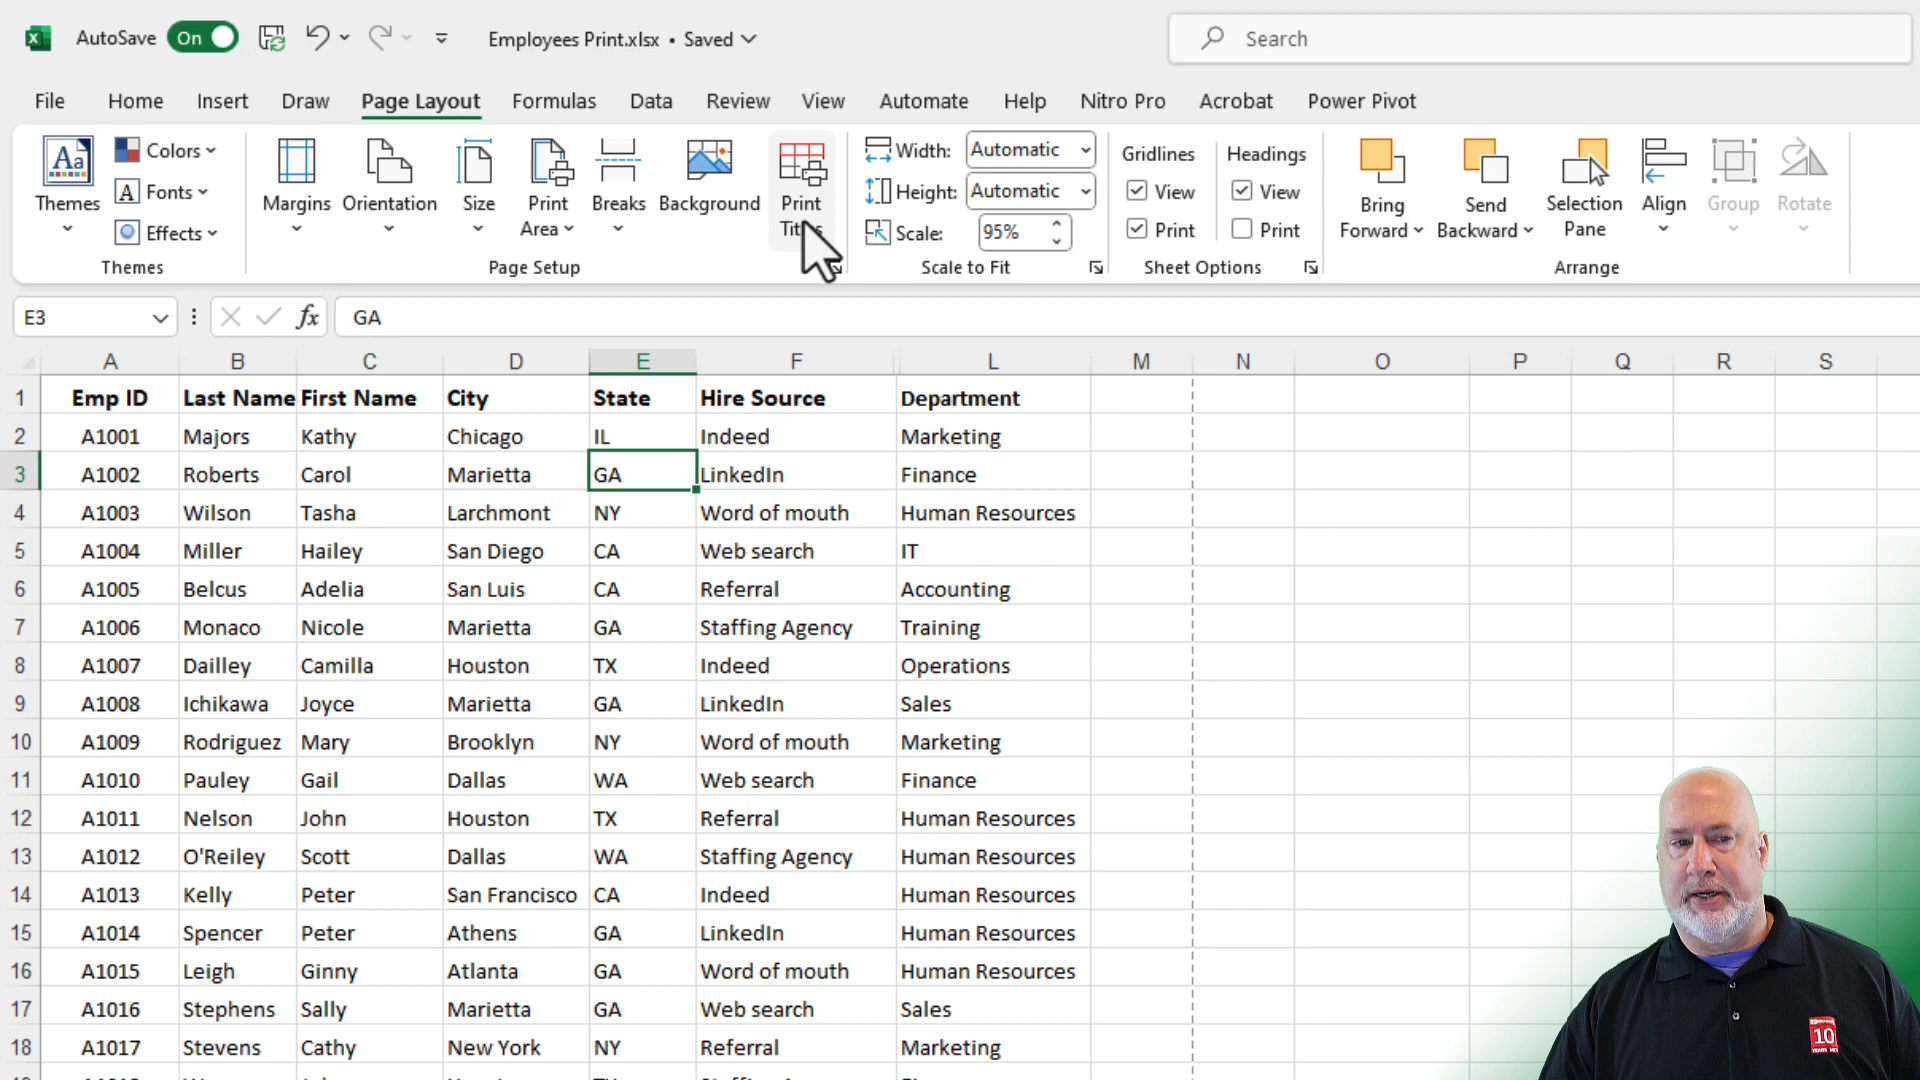 AutoSave On Employees Print.xlsx • Saved Search
File Home Insert Draw Page Layout Formulas Data Review View Automate Help Nitro Pro Acrobat Power Pivot
Themes
Colors
Fonts
Effects
Themes
Margins
Orientation
Size
Print
Area
Breaks
Background
Print
Page Setup
Width: Automatic
Height: Automatic
Scale: 95%
Scale to Fit
Gridlines
View
Print
Headings
View
Print
Sheet Options
Bring
Forward
Send
Backward
Selection
Pane
Align
Group
Rotate
Arrange
E3 fx GA
A B C D E F L M N O P Q R S
1 Emp ID Last Name First Name City State Hire Source Department
2 A1001 Majors Kathy Chicago IL Indeed Marketing
3 A1002 Roberts Carol Marietta GA LinkedIn Finance
4 A1003 Wilson Tasha Larchmont NY Word of mouth Human Resources
5 A1004 Miller Hailey San Diego CA Web search IT
6 A1005 Belcus Adelia San Luis CA Referral Accounting
7 A1006 Monaco Nicole Marietta GA Staffing Agency Training
8 A1007 Dailley Camilla Houston TX Indeed Operations
9 A1008 Ichikawa Joyce Marietta GA LinkedIn Sales
10 A1009 Rodriguez Mary Brooklyn NY Word of mouth Marketing
11 A1010 Pauley Gail Dallas WA Web search Finance
12 A1011 Nelson John Houston TX Referral Human Resources
13 A1012 O'Reiley Scott Dallas WA Staffing Agency Human Resources
14 A1013 Kelly Peter San Francisco CA Indeed Human Resources
15 A1014 Spencer Peter Athens GA LinkedIn Human Resources
16 A1015 Leigh Ginny Atlanta GA Word of mouth Human Resources
17 A1016 Stephens Sally Marietta GA Web search Sales
18 A1017 Stevens Cathy New York NY Referral Marketing
10